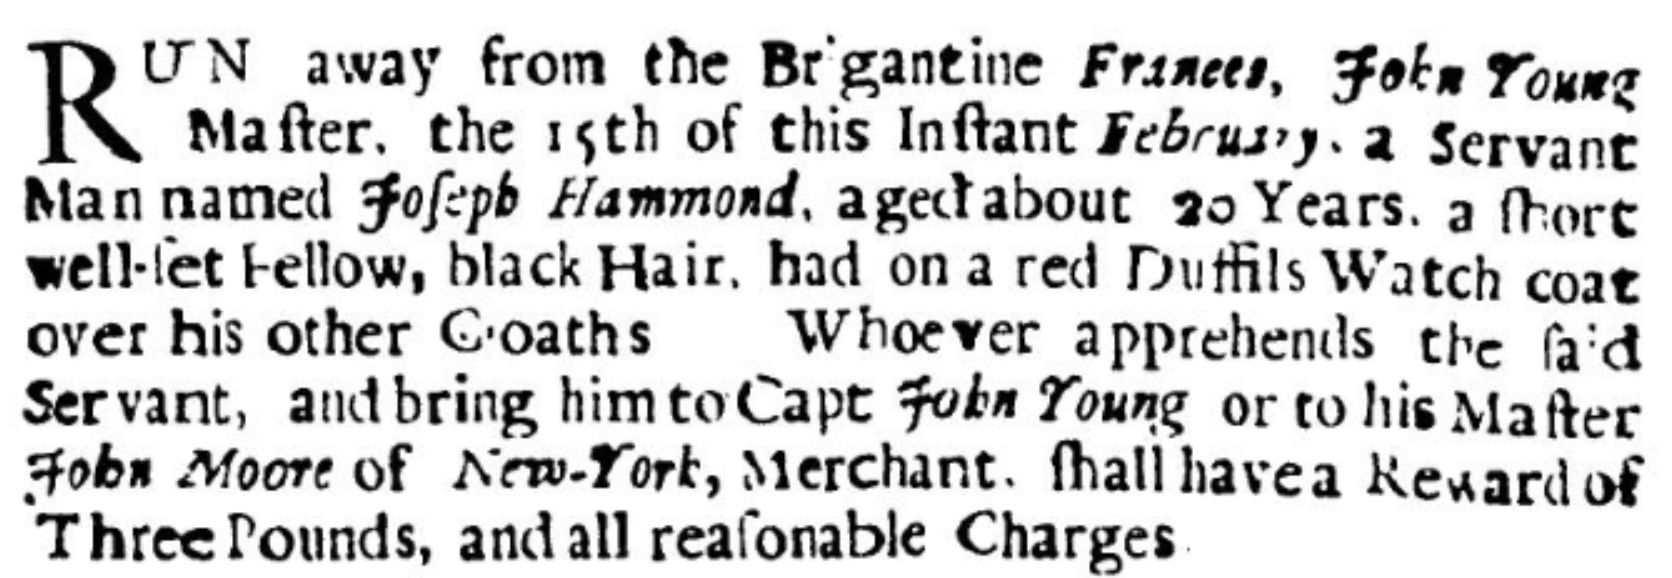 RUN away from the Brigantine Frances, John Young
Maſter, the 15th of this Inſtant February, a Servant
Man named Joſeph Hammond, aged about 20 Years, a ſhort
well-ſet Fellow, black Hair, had on a red Duffils Watch coat
over his other Cloaths Whoever apprehends the ſaid
Servant, and bring him to Capt John Young or to his Maſter
John Moore of New-York, Merchant, ſhall have a Reward of
Three Pounds, and all reaſonable Charges